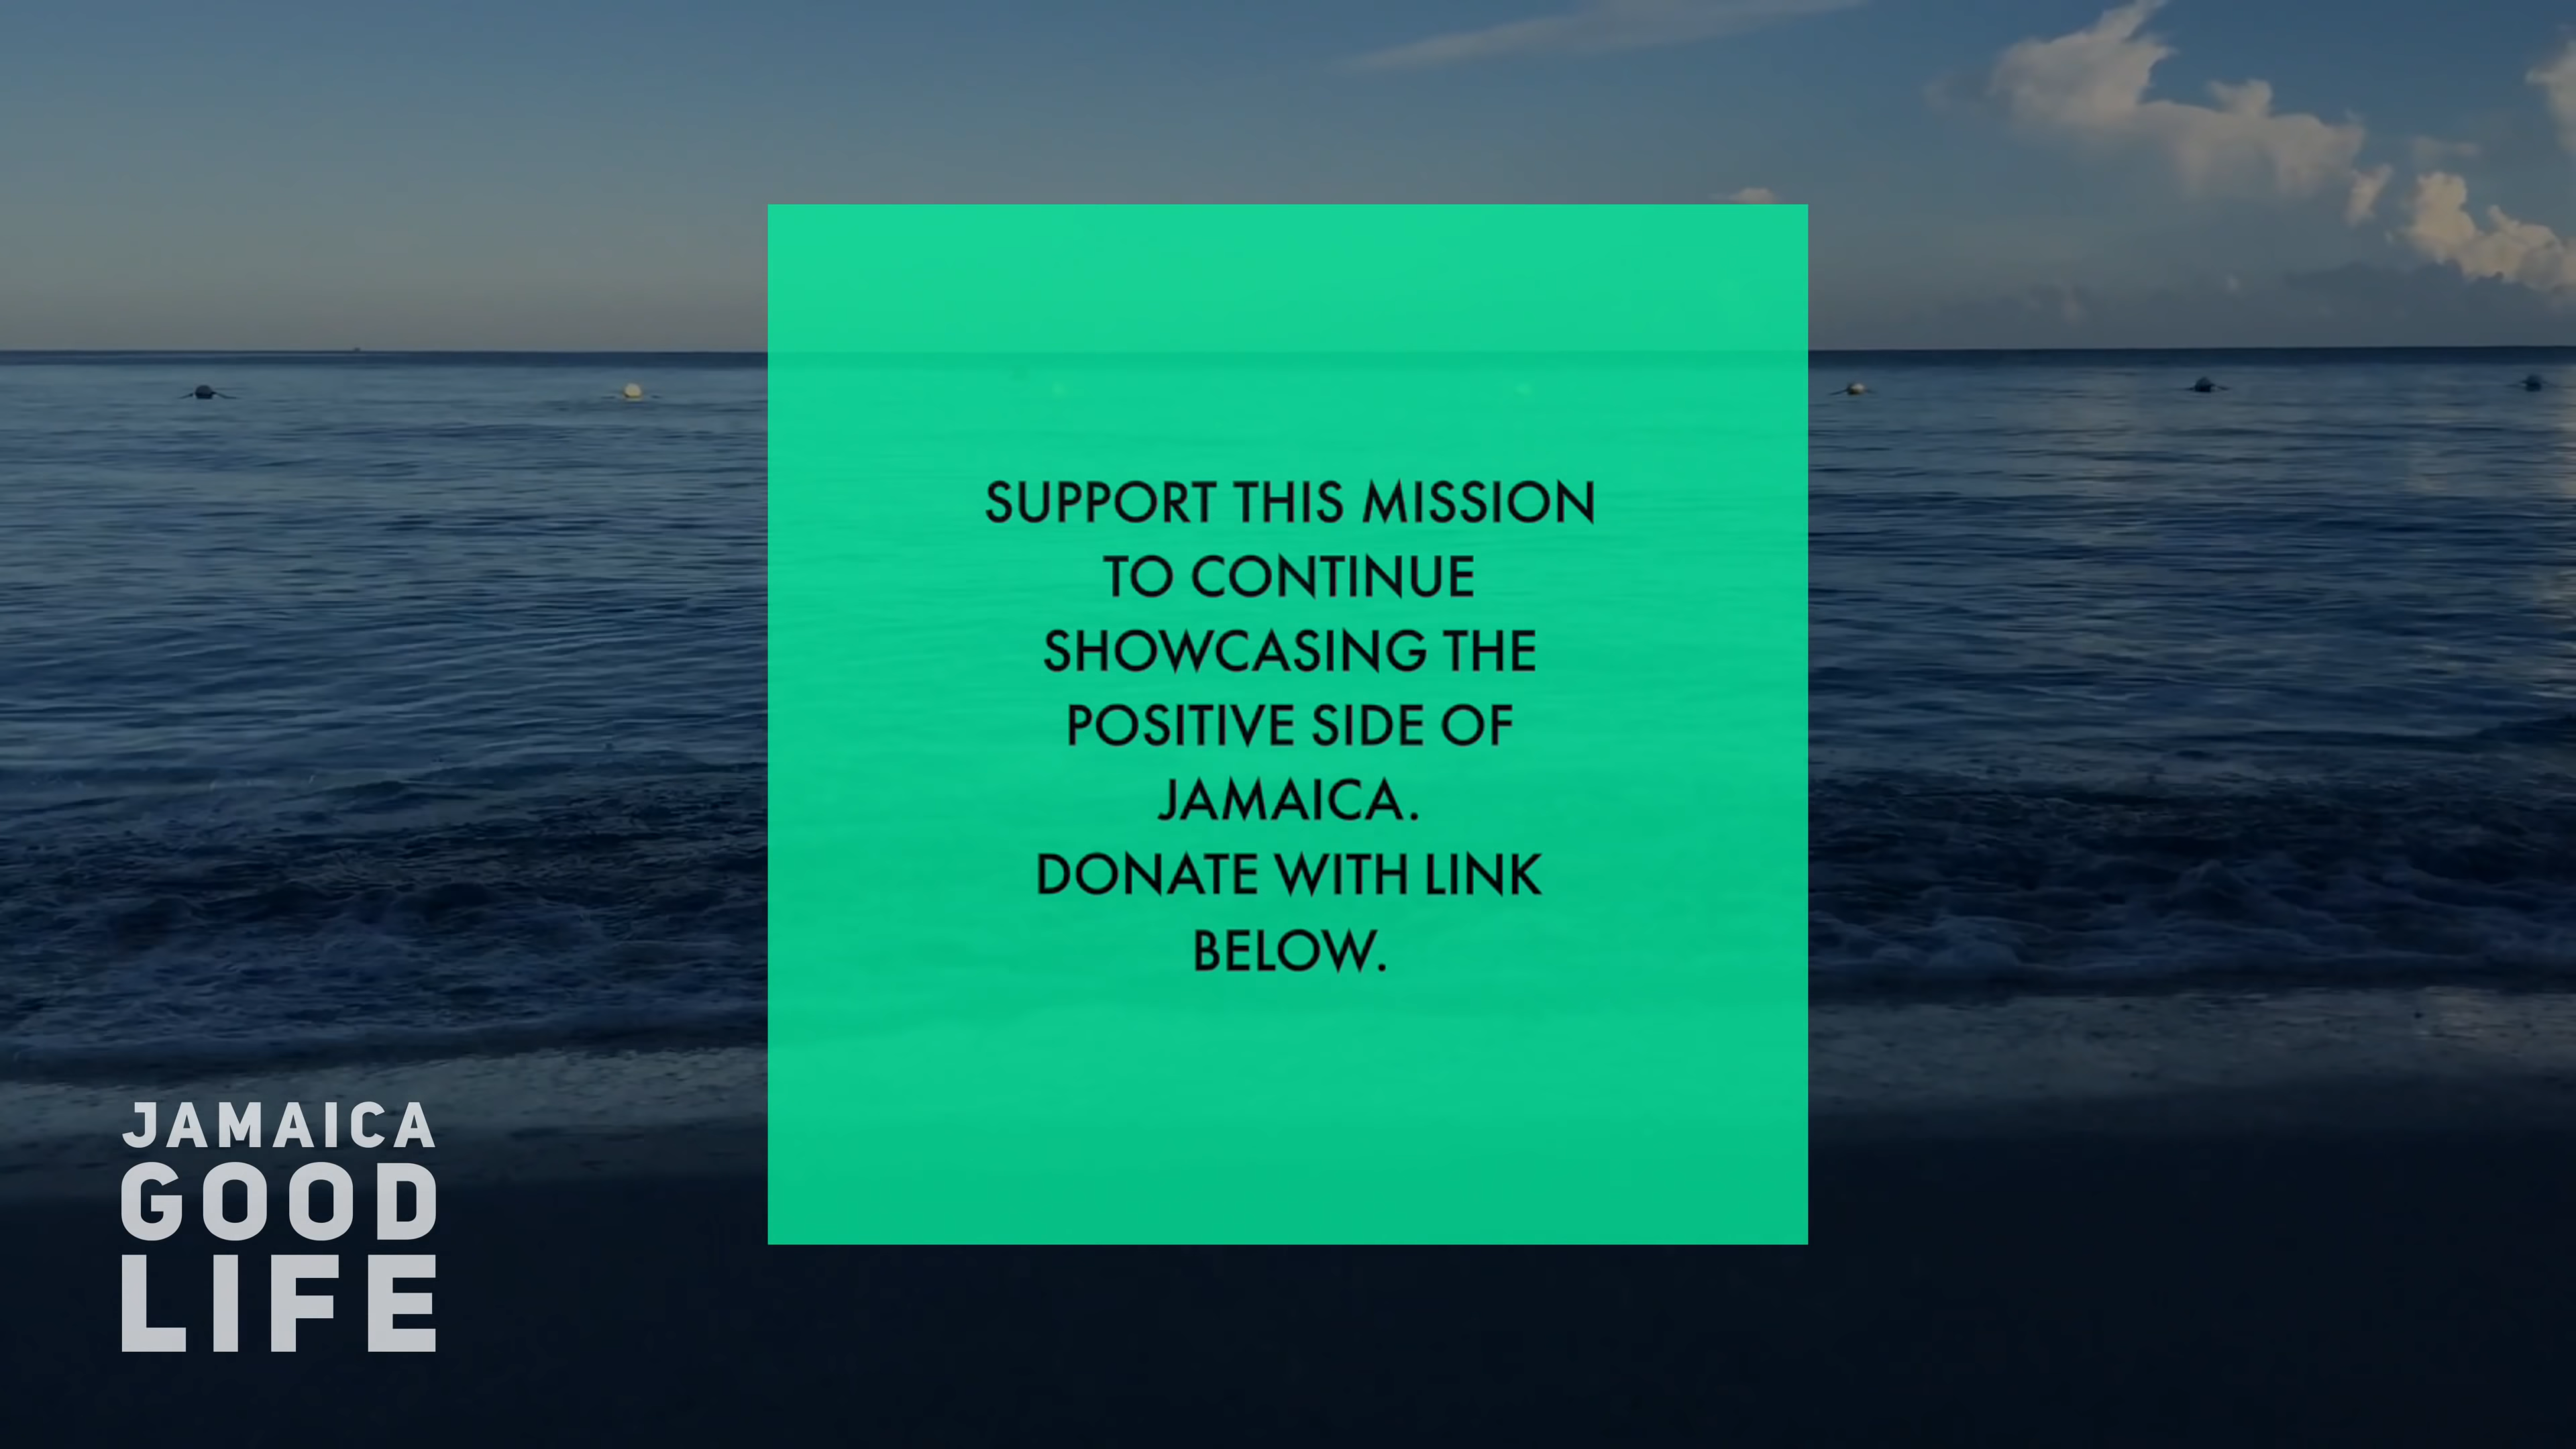 SUPPORT THIS MISSION
TO CONTINUE
SHOWCASING THE
POSITIVE SIDE OF
JAMAICA.
DONATE WITH LINK
BELOW.
JAMAICA
GOOD
LIFE